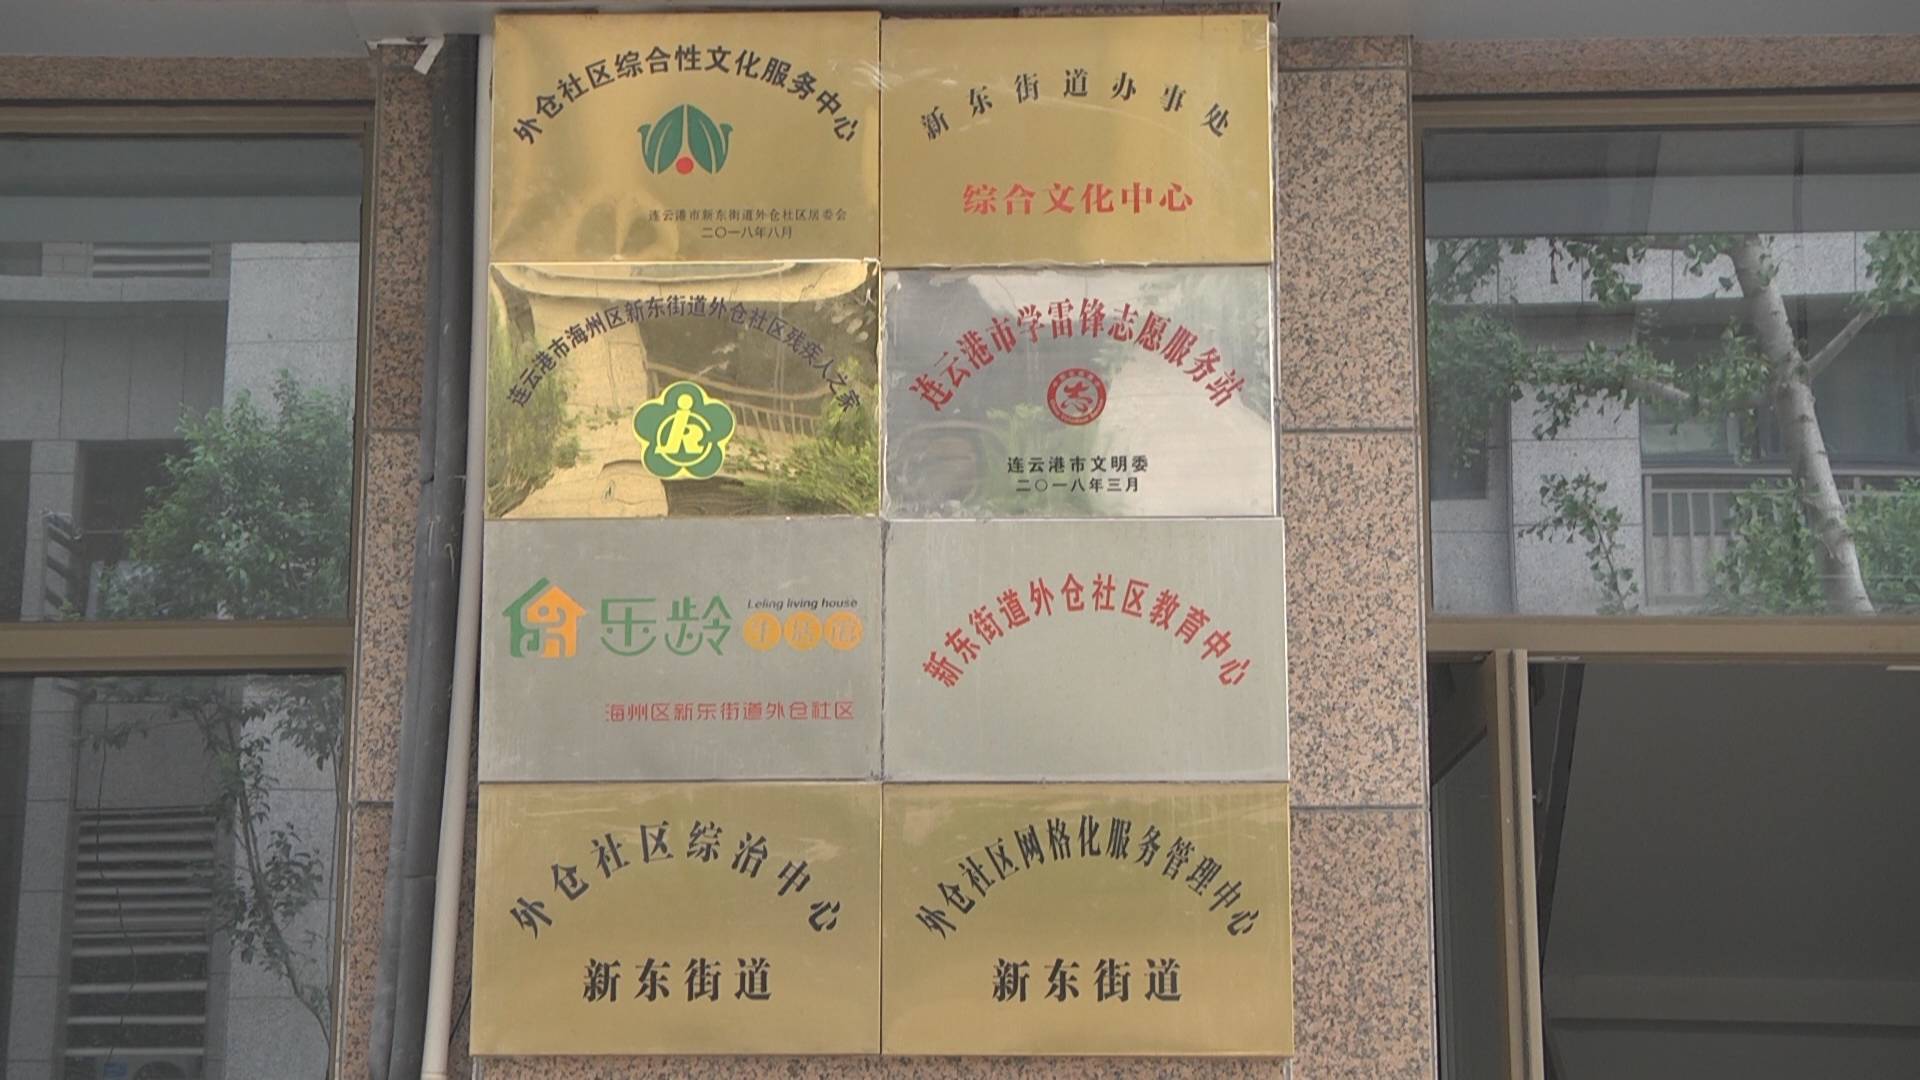 外仓社区综合性文化服务中心
连云港市新东街道外仓社区居委会
二〇一八年八月
新东街道办事处
综合文化中心
连云港市海州区新东街道外仓社区残疾人之家
连云港市学雷锋志愿服务站
连云港市文明委
二〇一八年三月
乐龄
Leling living house
生活馆
海州区新东街道外仓社区
新东街道外仓社区教育中心
外仓社区综治中心
新东街道
外仓社区网格化服务管理中心
新东街道